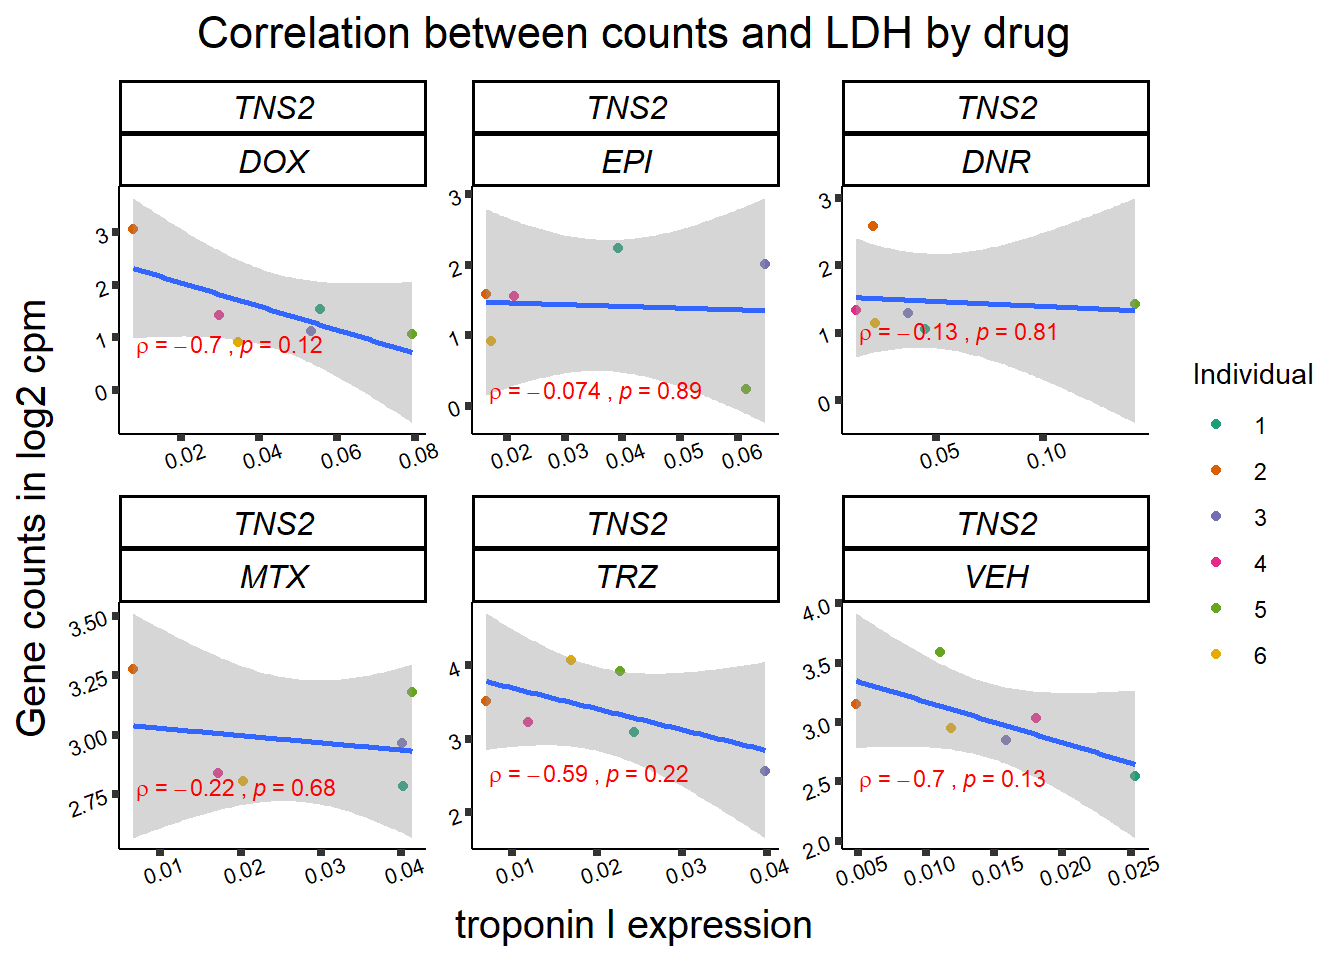 Correlation between counts and LDH by drug
Gene counts in log2 cpm
TNS2
DOX
3
2
1
0
ρ = −0.7 , p = 0.12
0.02 0.04 0.06 0.08
TNS2
EPI
3
2
1
0
ρ = −0.074 , p = 0.89
0.02 0.03 0.04 0.05 0.06
TNS2
DNR
3
2
1
0
ρ = −0.13 , p = 0.81
0.05 0.10
TNS2
MTX
3.50
3.25
3.00
2.75
ρ = −0.22 , p = 0.68
0.01 0.02 0.03 0.04
TNS2
TRZ
4
3
2
ρ = −0.59 , p = 0.22
0.01 0.02 0.03 0.04
TNS2
VEH
4.0
3.5
3.0
2.5
2.0
ρ = −0.7 , p = 0.13
0.005 0.010 0.015 0.020 0.025
troponin I expression
Individual
1
2
3
4
5
6